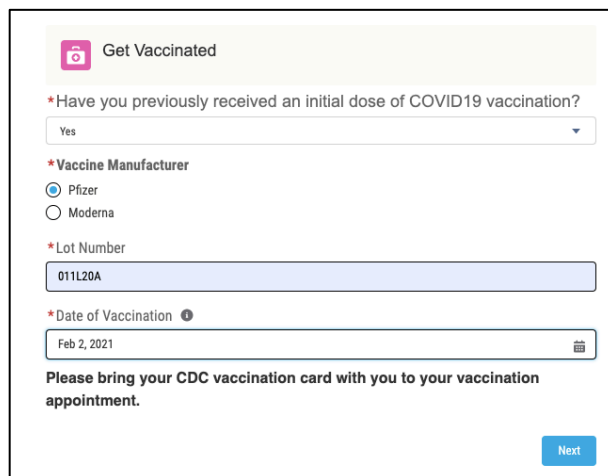 Get Vaccinated
*Have you previously received an initial dose of COVID19 vaccination?
Yes
*Vaccine Manufacturer
Pfizer
Moderna
*Lot Number
011L20A
*Date of Vaccination
Feb 2, 2021
Please bring your CDC vaccination card with you to your vaccination
appointment.
Next